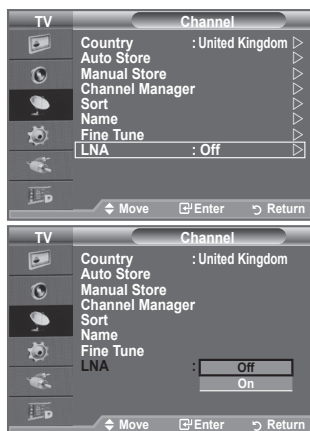 TV Channel
Country : United Kingdom
Auto Store
Manual Store
Channel Manager
Sort
Name
Fine Tune
LNA : Off
D
Move Enter Return
TV Channel
Country : United Kingdom
Auto Store
Manual Store
Channel Manager
Sort
Name
Fine Tune
LNA : Off
On
D
Move Enter Return